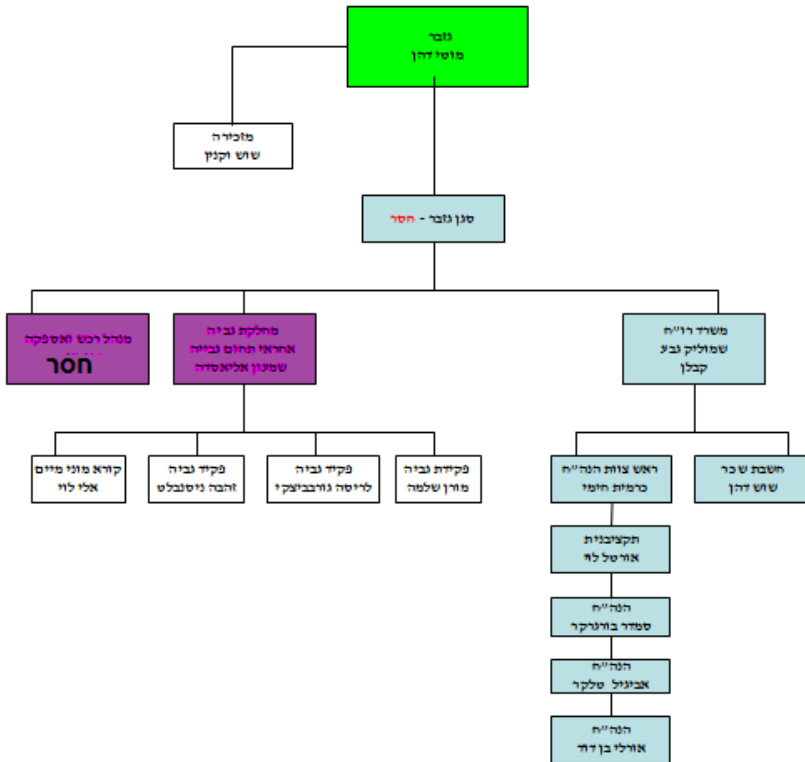 גזבר
מוטי דהן
מזכירה
שוש וקנין
סגן גזבר - חסר
משרד רו"ח
שמוליק גבע
קבלן
מחלקת גביה
אחראי תחום גבייה
שמעון אליאסדה
מנהל רכש ואספקה
חסר
חשבת שכר
שוש דהן
ראש צוות הנה"ח
כרמית חימי
פקידת גביה
מורן שלמה
פקיד גביה
לריסה גורבביצקי
פקיד גביה
זהבה ניסנבלט
קורא מוני מיים
אלי לוי
תקציבנית
אורטל לוי
הנה"ח
סמדר בורגרקר
הנה"ח
אביגיל טלקר
הנה"ח
אורלי בן דוד